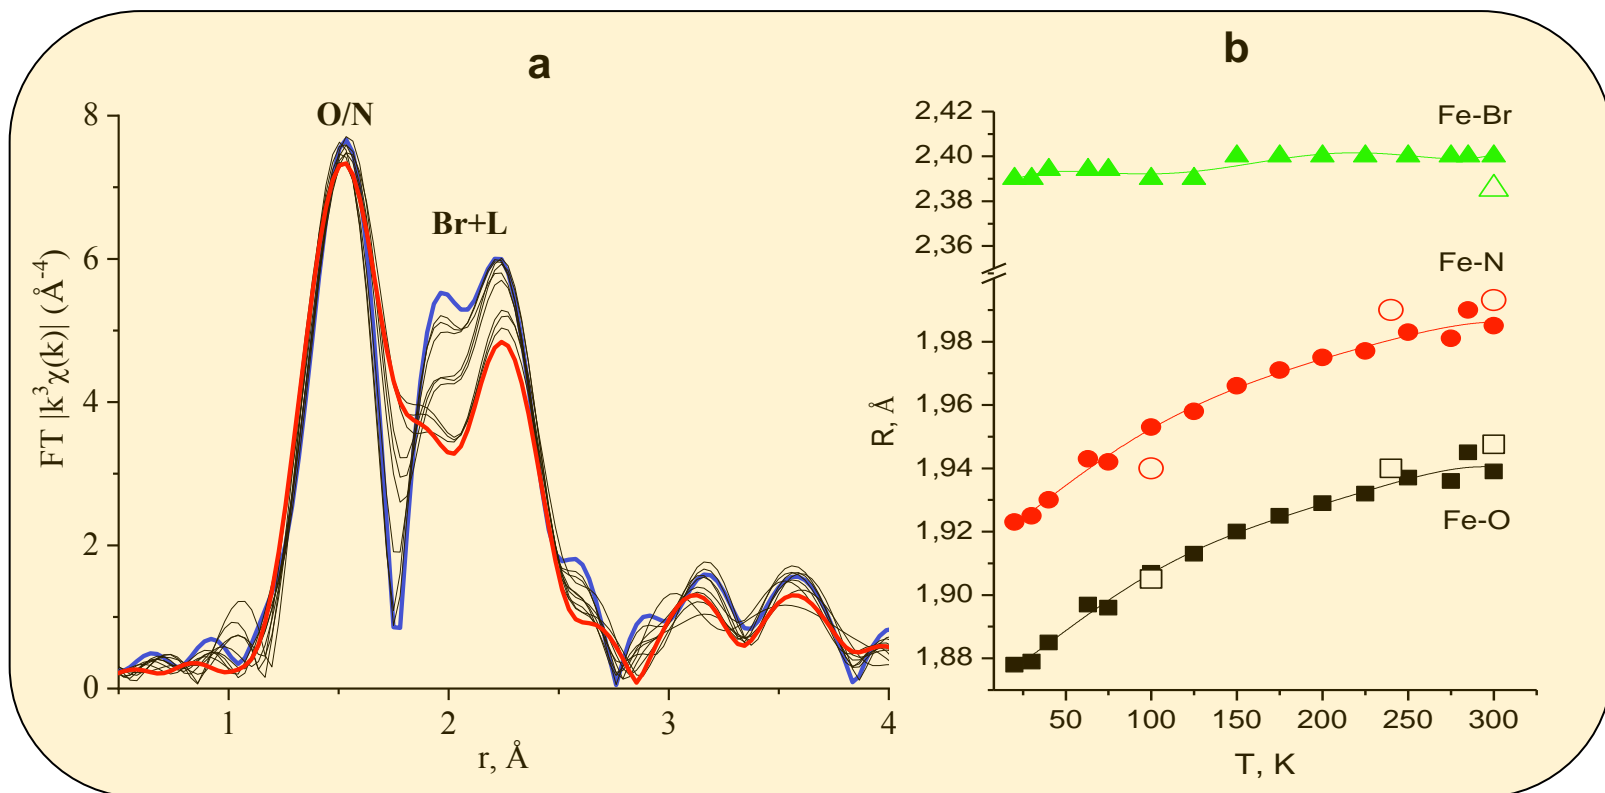 a
O/N
Br+L
8
6
4
2
0
FT |k³χ(k)| (Å⁻⁴)
1
2
3
4
r, Å
b
Fe-Br
Fe-N
Fe-O
2,42
2,40
2,38
2,36
1,98
1,96
1,94
1,92
1,90
1,88
R, Å
50
100
150
200
250
300
T, K